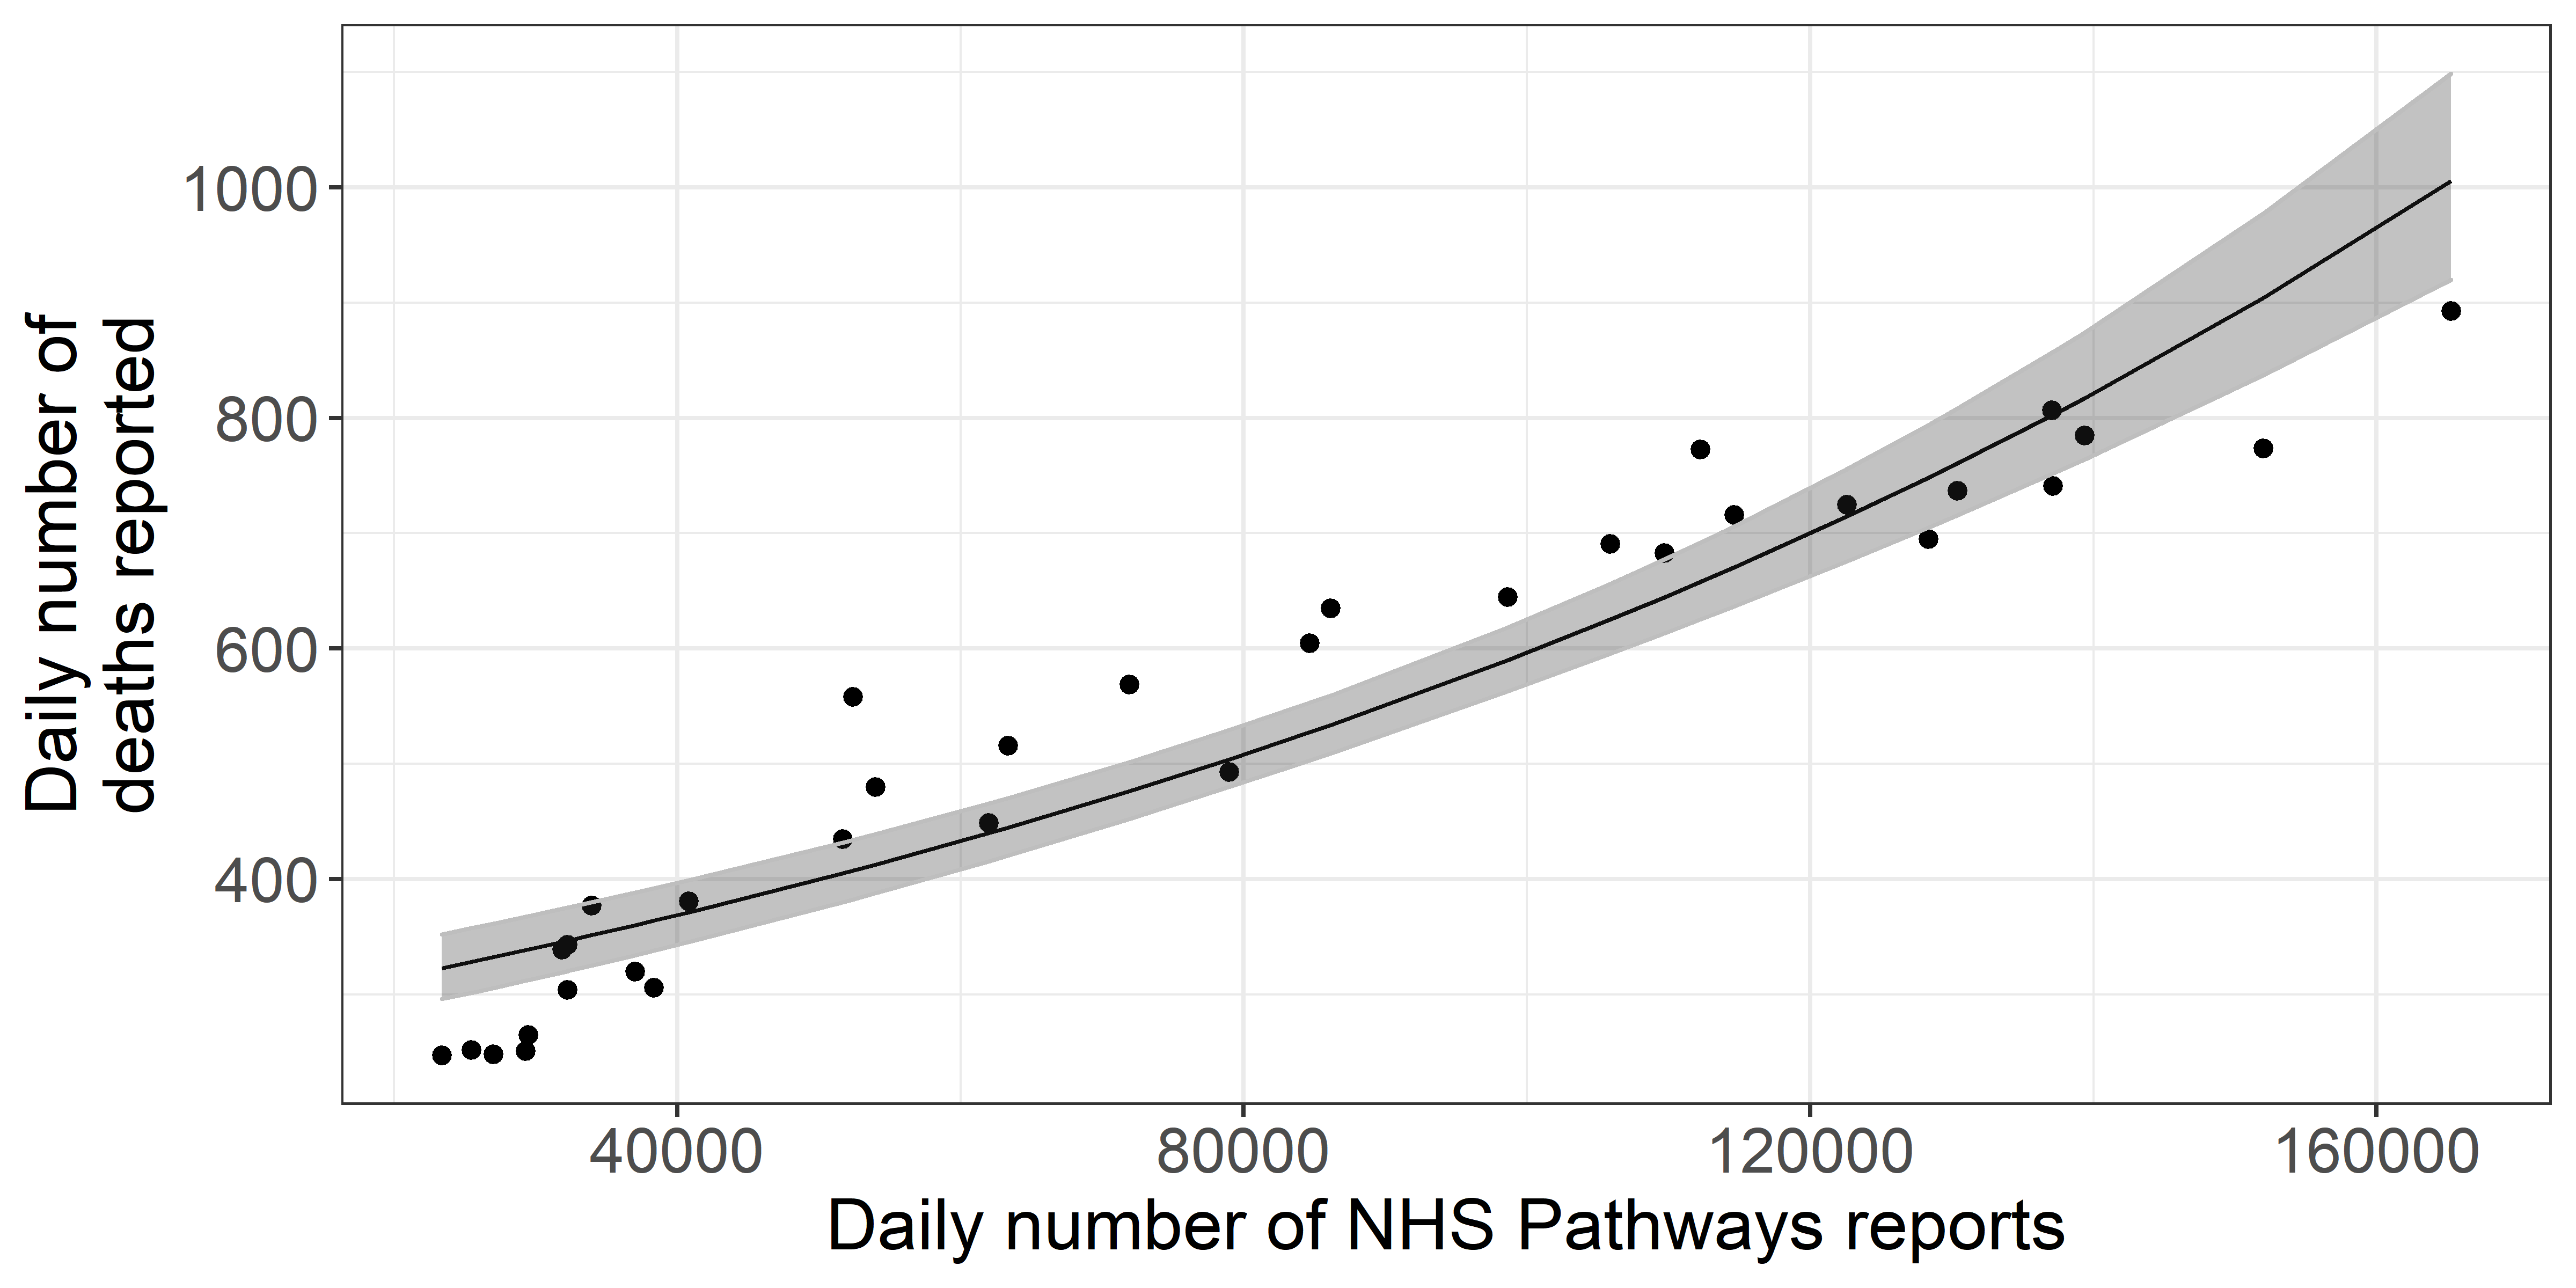 Daily number of
deaths reported
1000
800
600
400
40000 80000 120000 160000
Daily number of NHS Pathways reports